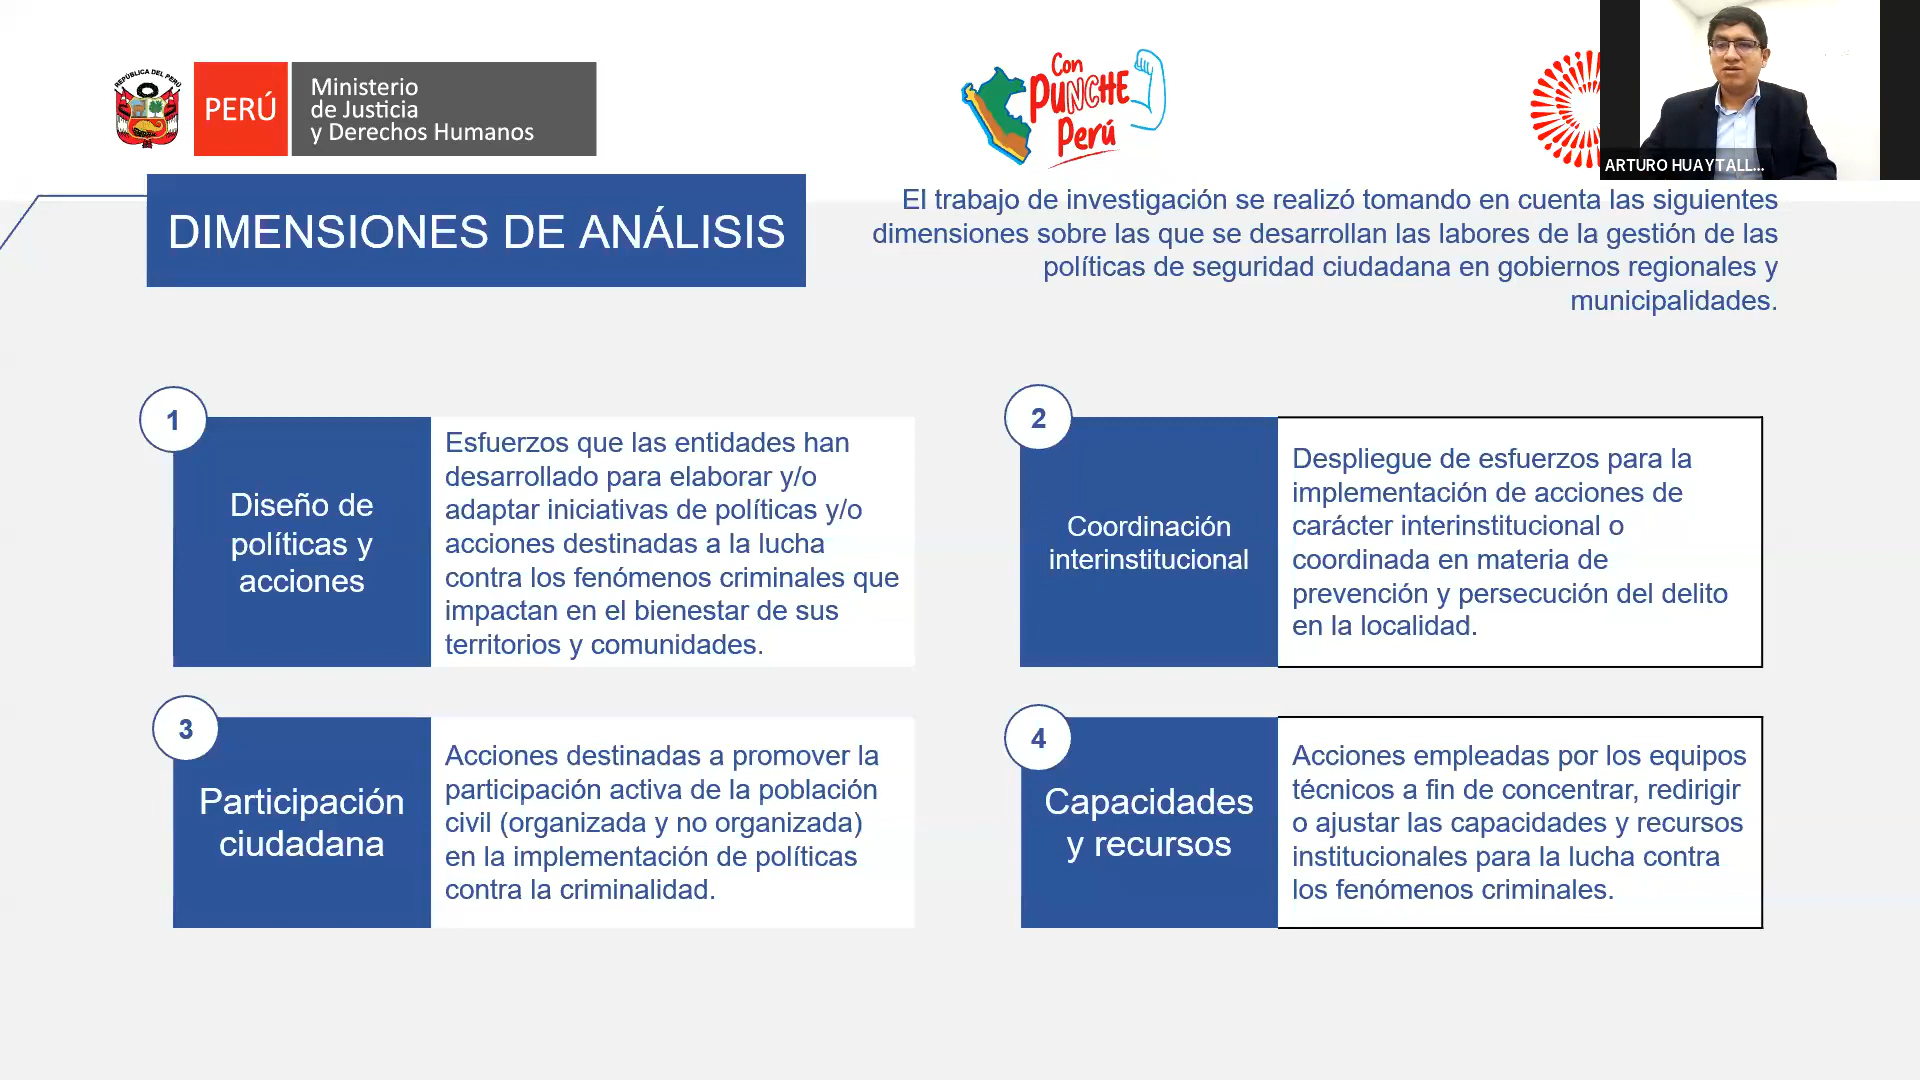 REPÚBLICA DEL PERÚ
PERÚ
Ministerio
de Justicia
y Derechos Humanos
Con
PUNCHE
Perú
ARTURO HUAYTALL...
DIMENSIONES DE ANÁLISIS
El trabajo de investigación se realizó tomando en cuenta las siguientes
dimensiones sobre las que se desarrollan las labores de la gestión de las
políticas de seguridad ciudadana en gobiernos regionales y
municipalidades.
1
Diseño de
políticas y
acciones
Esfuerzos que las entidades han
desarrollado para elaborar y/o
adaptar iniciativas de políticas y/o
acciones destinadas a la lucha
contra los fenómenos criminales que
impactan en el bienestar de sus
territorios y comunidades.
2
Coordinación
interinstitucional
Despliegue de esfuerzos para la
implementación de acciones de
carácter interinstitucional o
coordinada en materia de
prevención y persecución del delito
en la localidad.
3
Participación
ciudadana
Acciones destinadas a promover la
participación activa de la población
civil (organizada y no organizada)
en la implementación de políticas
contra la criminalidad.
4
Capacidades
y recursos
Acciones empleadas por los equipos
técnicos a fin de concentrar, redirigir
o ajustar las capacidades y recursos
institucionales para la lucha contra
los fenómenos criminales.